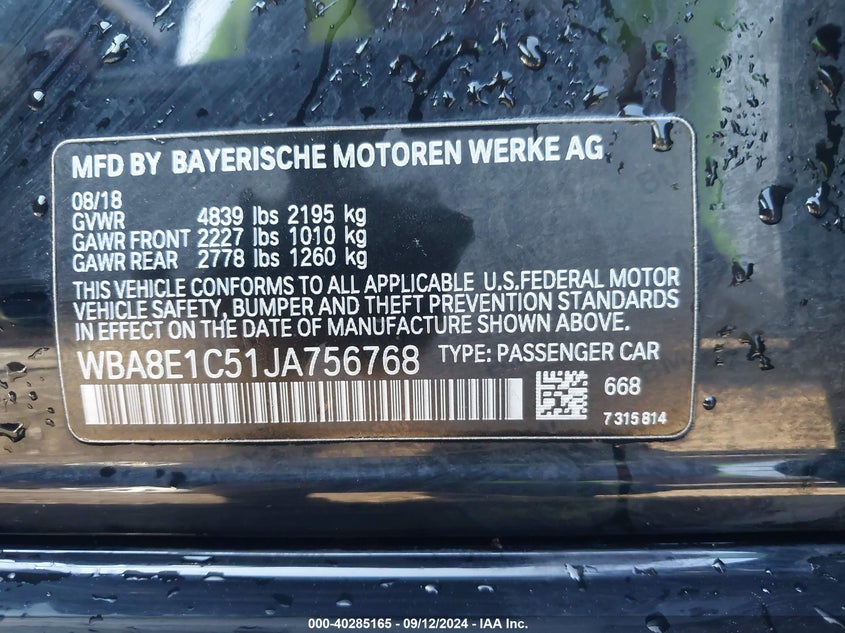 MFD BY BAYERISCHE MOTOREN WERKE AG
08/18
GVWR 4839 lbs 2195 kg
GAWR FRONT 2227 lbs 1010 kg
GAWR REAR 2778 lbs 1260 kg
THIS VEHICLE CONFORMS TO ALL APPLICABLE U.S.FEDERAL MOTOR
VEHICLE SAFETY, BUMPER AND THEFT PREVENTION STANDARDS
IN EFFECT ON THE DATE OF MANUFACTURE SHOWN ABOVE.
WBA8E1C51JA756768 TYPE: PASSENGER CAR
668
7315814
000-40285165 - 09/12/2024 - IAA Inc.